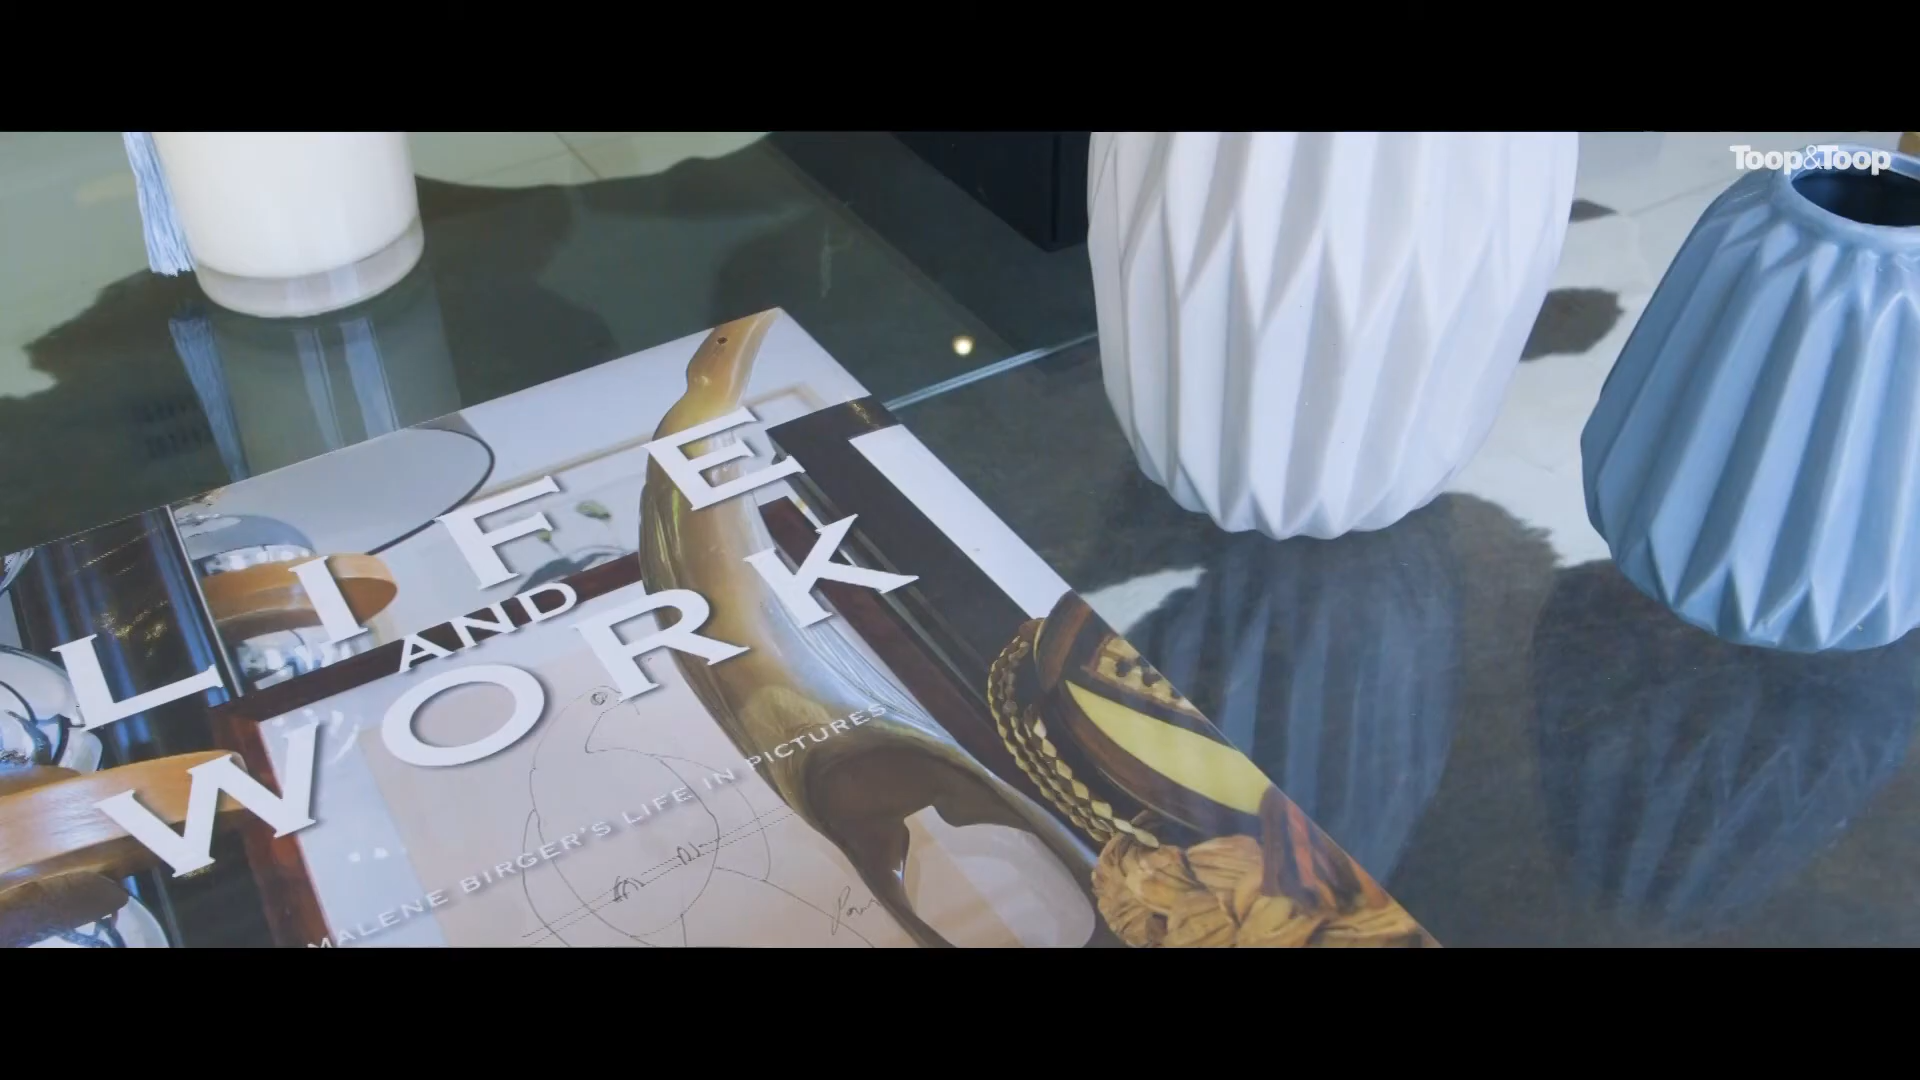 Toop&Toop
LIFE
AND
WORK
MALENE BIRGER'S LIFE IN PICTURES